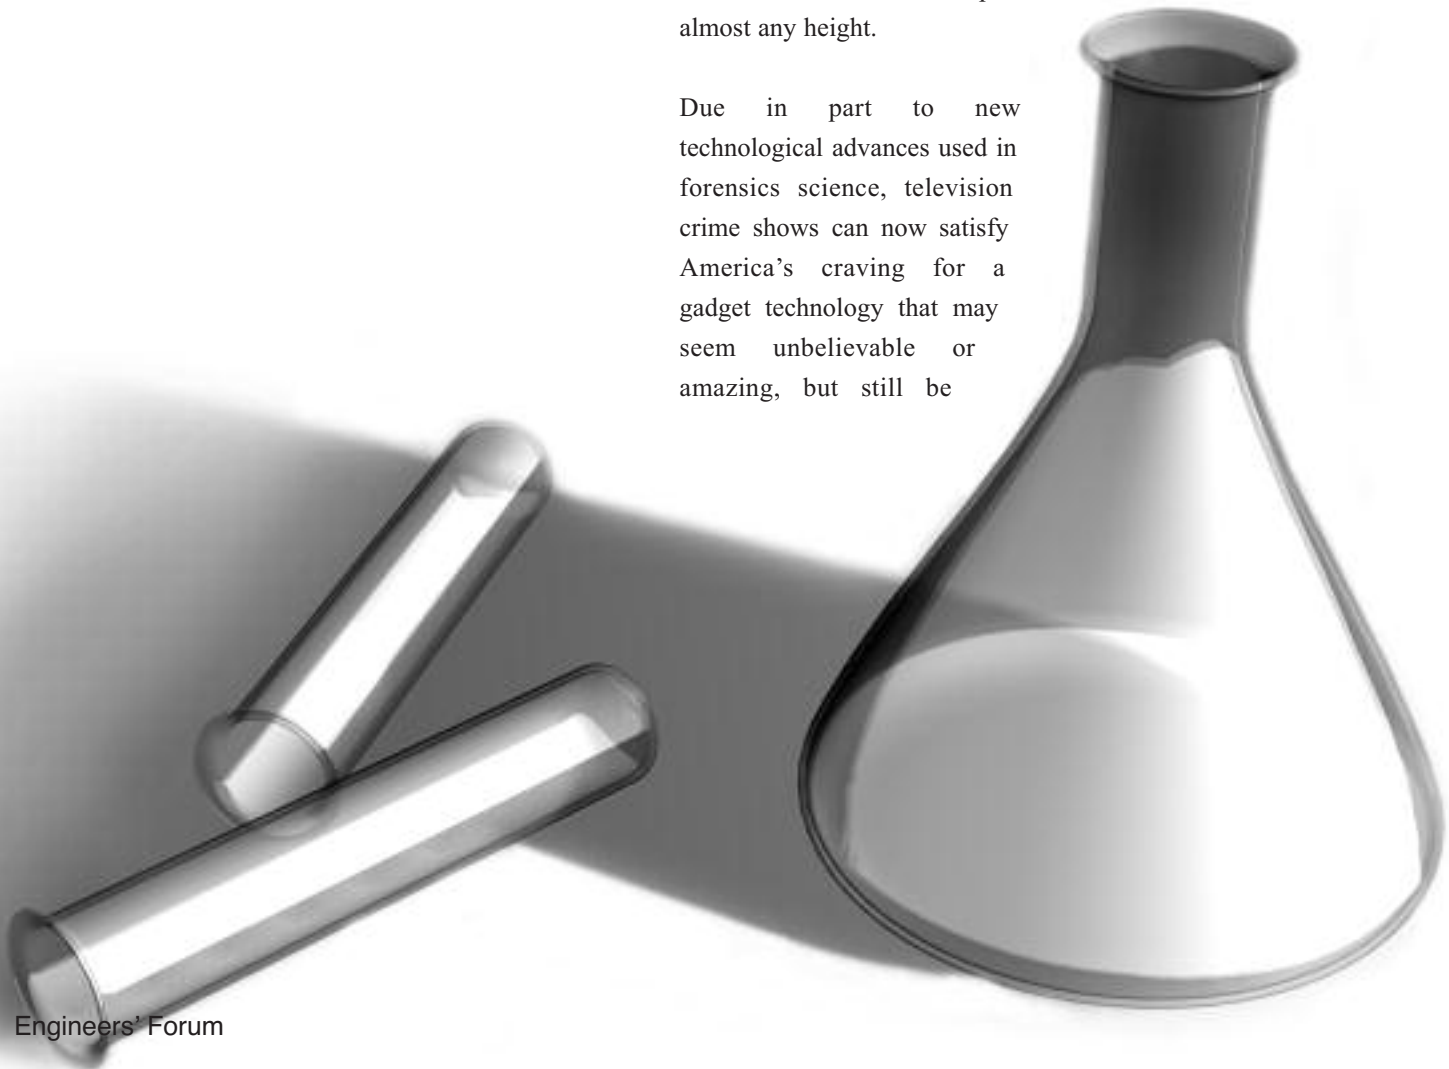 almost any height.
Due in part to new
technological advances used in
forensics science, television
crime shows can now satisfy
America’s craving for a
gadget technology that may
seem unbelievable or
amazing, but still be
Engineers’ Forum